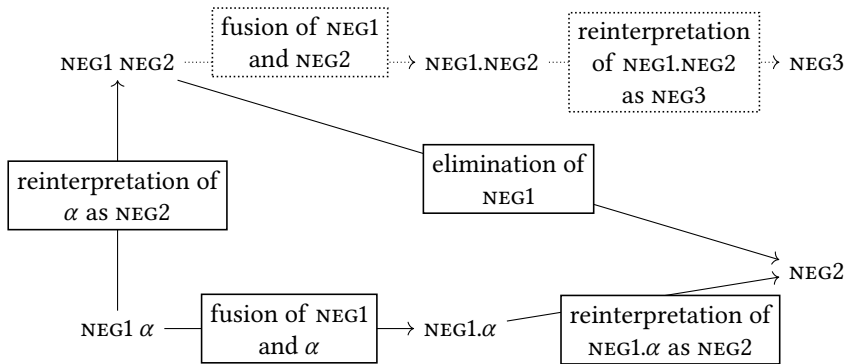 fusion of NEG1
and NEG2
reinterpretation
of NEG1.NEG2
as NEG3
NEG1 NEG2
NEG1.NEG2
NEG3
reinterpretation of
α as NEG2
elimination of
NEG1
NEG2
NEG1 α
fusion of NEG1
and α
NEG1.α
reinterpretation of
NEG1.α as NEG2